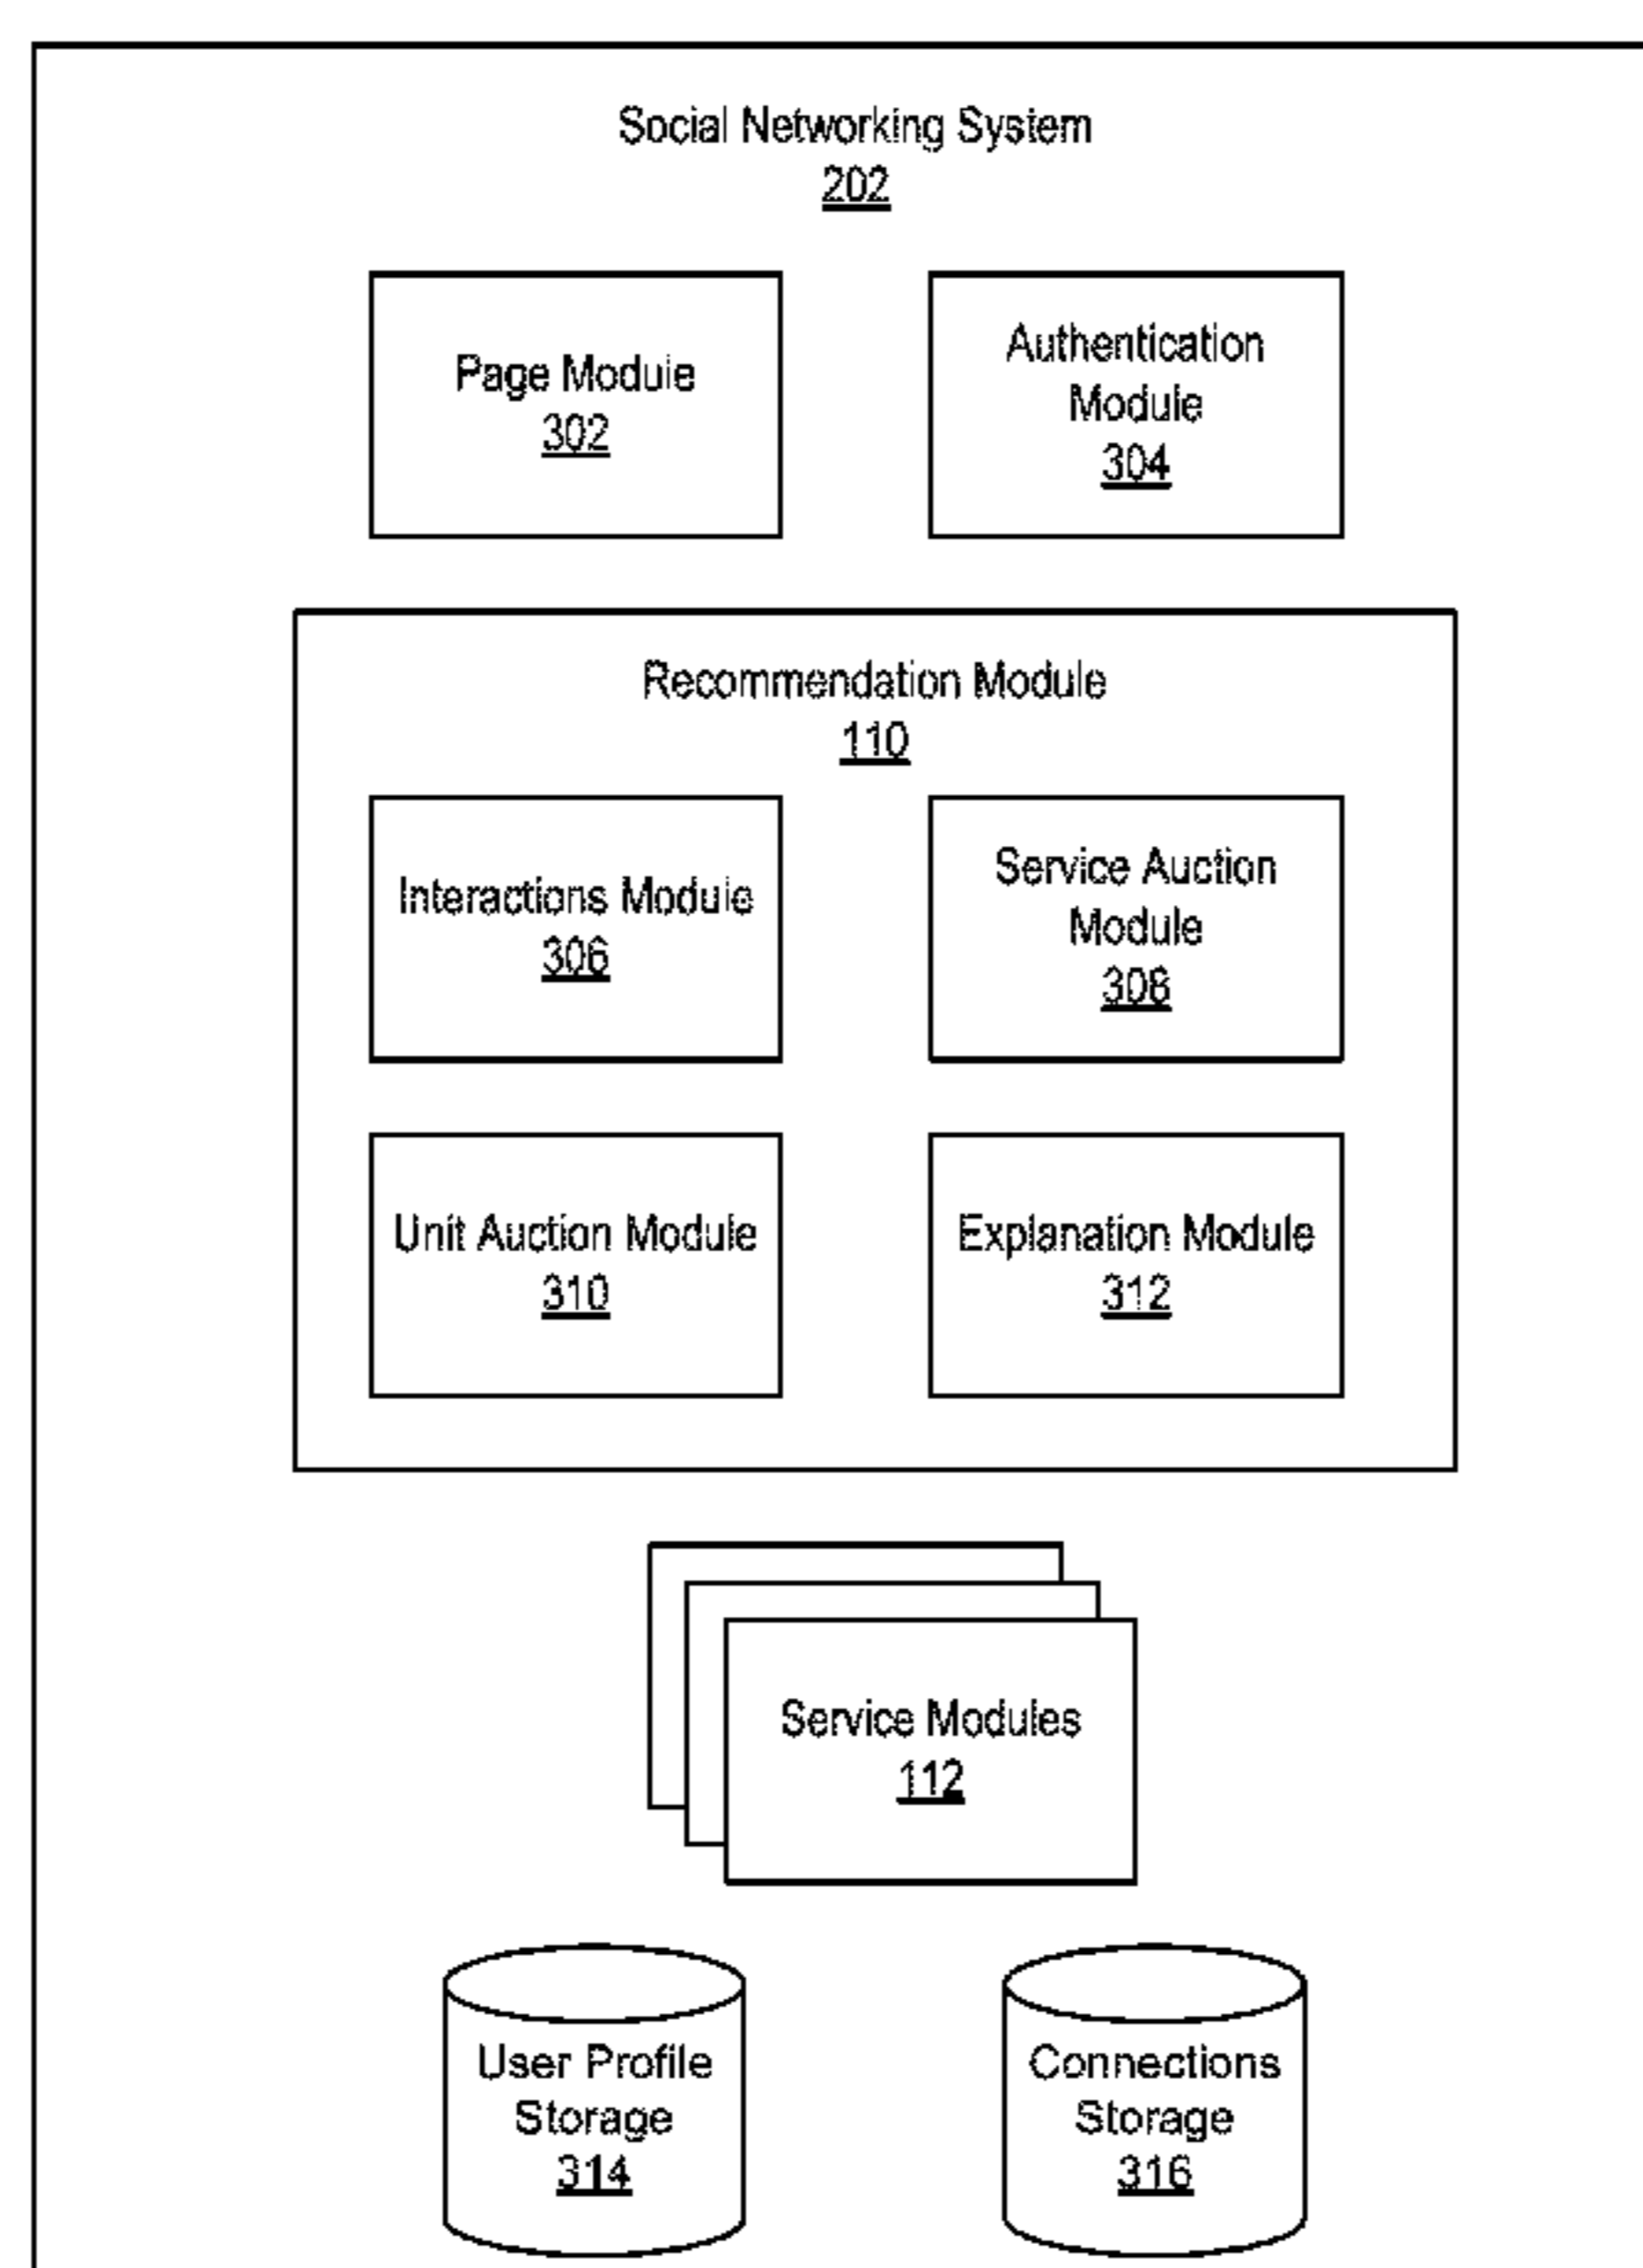 Social Networking System
202
Page Module
302
Authentication
Module
304
Recommendation Module
110
Interactions Module
306
Service Auction
Module
308
Unit Auction Module
310
Explanation Module
312
Service Modules
112
User Profile
Storage
314
Connections
Storage
316